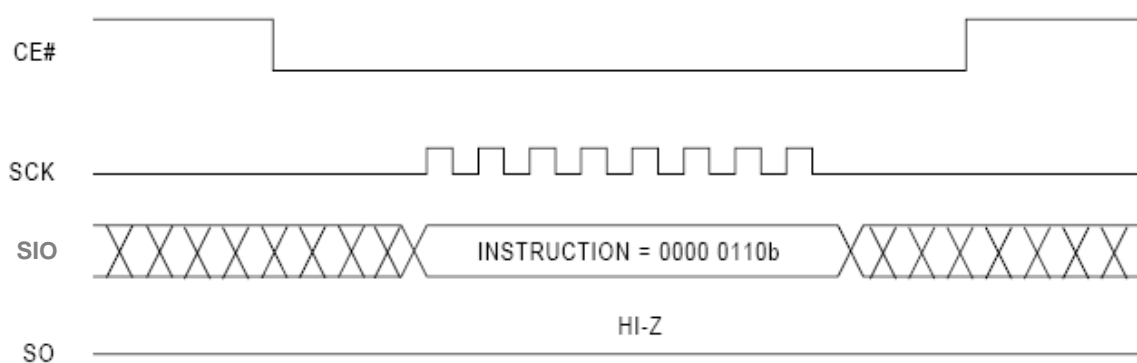 CE#
SCK
SIO
INSTRUCTION = 0000 0110b
HI-Z
SO